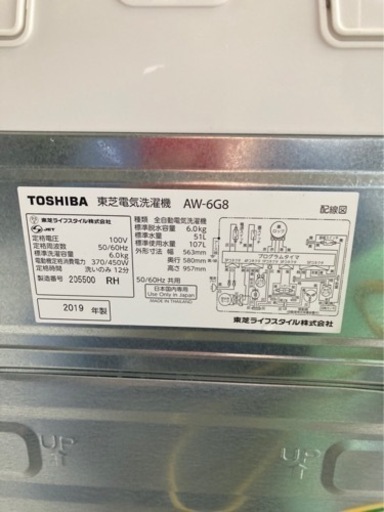 TOSHIBA 東芝電気洗濯機 AW-6G8
配線図
東芝ライフスタイル株式会社
JET
定格電圧 100V
定格周波数 50/60Hz
標準洗濯容量 6.0kg
電動機定格消費電力 370/450W
定格時間 洗いのみ 12分
製造番号 205500 RH
2019 年製
種類 全自動電気洗濯機
標準脱水容量 6.0kg
標準水量 51L
標準使用水量 107L
外形寸法 幅 563mm
奥行 580mm
高さ 957mm
50/60Hz 共用
日本国内専用
Use Only in Japan
MADE IN THAILAND
プログラムタイマ
東芝ライフスタイル株式会社
UP
UP